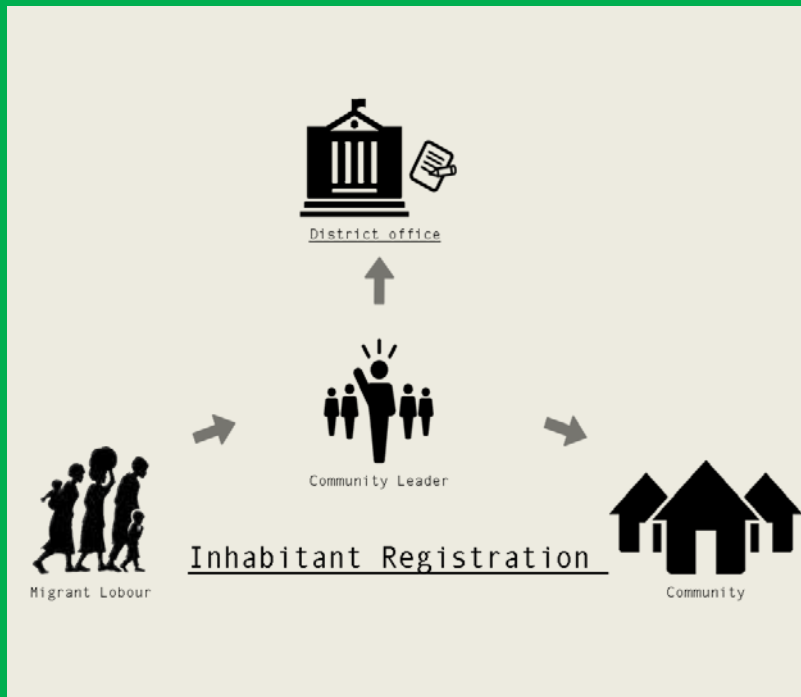 District office
Community Leader
Inhabitant Registration
Migrant Lobour
Community